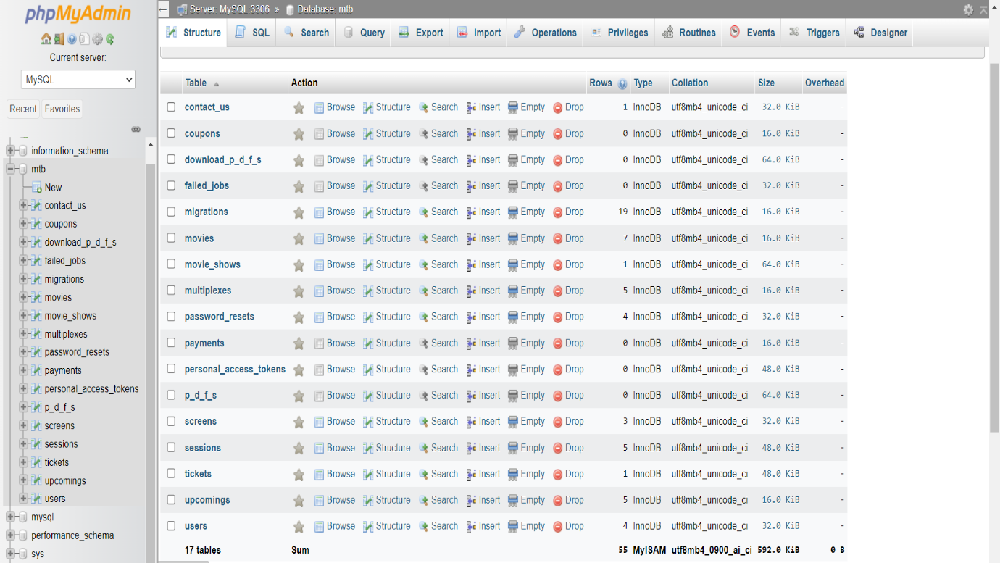 phpMyAdmin
Current server:
MySQL
Recent Favorites
information_schema
mtb
New
contact_us
coupons
download_p_d_f_s
failed_jobs
migrations
movies
movie_shows
multiplexes
password_resets
payments
personal_access_tokens
p_d_f_s
screens
sessions
tickets
upcomings
users
mysql
performance_schema
sys
← Server: MySQL:3306 » Database: mtb
Structure SQL Search Query Export Import Operations Privileges Routines Events Triggers Designer
Table Action Rows Type Collation Size Overhead
contact_us Browse Structure Search Insert Empty Drop 1 InnoDB utf8mb4_unicode_ci 32.0 KiB -
coupons Browse Structure Search Insert Empty Drop 0 InnoDB utf8mb4_unicode_ci 16.0 KiB -
download_p_d_f_s Browse Structure Search Insert Empty Drop 0 InnoDB utf8mb4_unicode_ci 64.0 KiB -
failed_jobs Browse Structure Search Insert Empty Drop 0 InnoDB utf8mb4_unicode_ci 32.0 KiB -
migrations Browse Structure Search Insert Empty Drop 19 InnoDB utf8mb4_unicode_ci 16.0 KiB -
movies Browse Structure Search Insert Empty Drop 7 InnoDB utf8mb4_unicode_ci 16.0 KiB -
movie_shows Browse Structure Search Insert Empty Drop 1 InnoDB utf8mb4_unicode_ci 64.0 KiB -
multiplexes Browse Structure Search Insert Empty Drop 5 InnoDB utf8mb4_unicode_ci 16.0 KiB -
password_resets Browse Structure Search Insert Empty Drop 4 InnoDB utf8mb4_unicode_ci 32.0 KiB -
payments Browse Structure Search Insert Empty Drop 0 InnoDB utf8mb4_unicode_ci 16.0 KiB -
personal_access_tokens Browse Structure Search Insert Empty Drop 0 InnoDB utf8mb4_unicode_ci 48.0 KiB -
p_d_f_s Browse Structure Search Insert Empty Drop 0 InnoDB utf8mb4_unicode_ci 64.0 KiB -
screens Browse Structure Search Insert Empty Drop 3 InnoDB utf8mb4_unicode_ci 32.0 KiB -
sessions Browse Structure Search Insert Empty Drop 5 InnoDB utf8mb4_unicode_ci 48.0 KiB -
tickets Browse Structure Search Insert Empty Drop 1 InnoDB utf8mb4_unicode_ci 48.0 KiB -
upcomings Browse Structure Search Insert Empty Drop 5 InnoDB utf8mb4_unicode_ci 16.0 KiB -
users Browse Structure Search Insert Empty Drop 4 InnoDB utf8mb4_unicode_ci 32.0 KiB -
17 tables Sum 55 MyISAM utf8mb4_0900_ai_ci 592.0 KiB 0 B